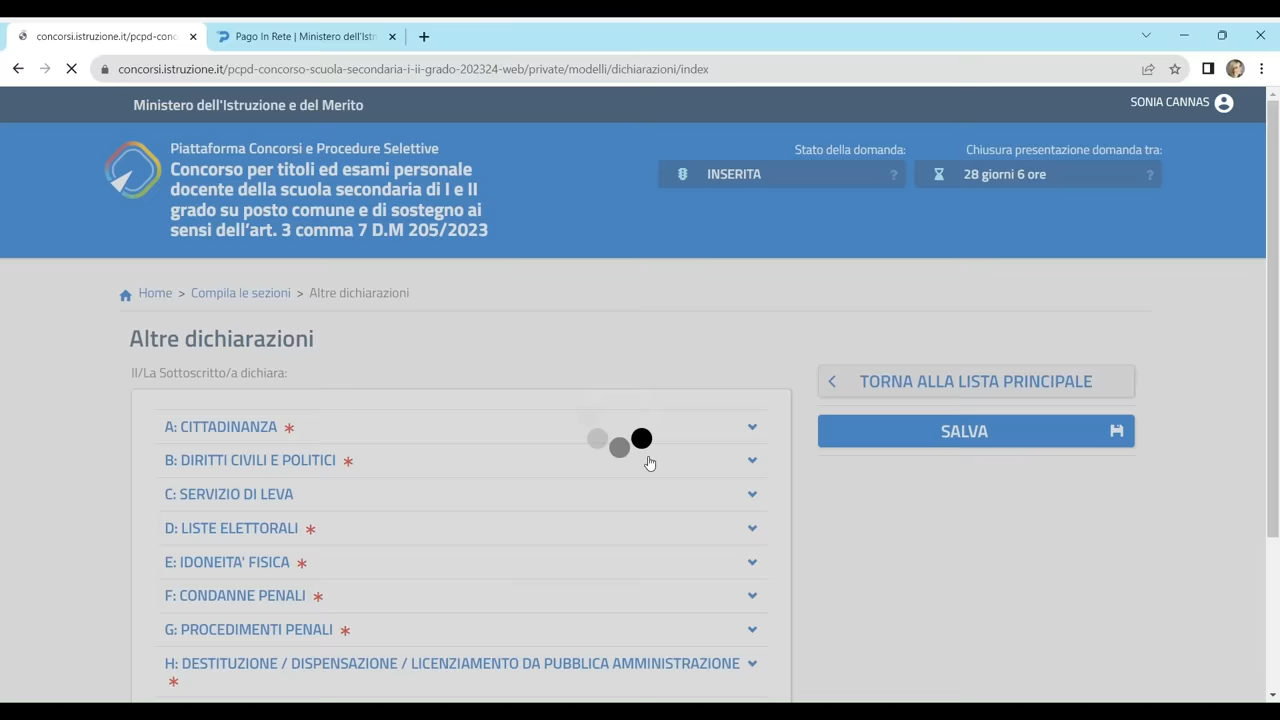 concorsi.istruzione.it/pcpd-conc
Pago In Rete | Ministero dell'Istr
concorsi.istruzione.it/pcpd-concorso-scuola-secondaria-i-ii-grado-202324-web/private/modelli/dichiarazioni/index
Ministero dell'Istruzione e del Merito
SONIA CANNAS
Piattaforma Concorsi e Procedure Selettive
Concorso per titoli ed esami personale
docente della scuola secondaria di I e II
grado su posto comune e di sostegno ai
sensi dell'art. 3 comma 7 D.M 205/2023
Stato della domanda:
INSERITA ?
Chiusura presentazione domanda tra:
28 giorni 6 ore ?
Home > Compila le sezioni > Altre dichiarazioni
Altre dichiarazioni
Il/La Sottoscritto/a dichiara:
A: CITTADINANZA *
B: DIRITTI CIVILI E POLITICI *
C: SERVIZIO DI LEVA
D: LISTE ELETTORALI *
E: IDONEITA' FISICA *
F: CONDANNE PENALI *
G: PROCEDIMENTI PENALI *
H: DESTITUZIONE / DISPENSAZIONE / LICENZIAMENTO DA PUBBLICA AMMINISTRAZIONE
*
TORNA ALLA LISTA PRINCIPALE
SALVA